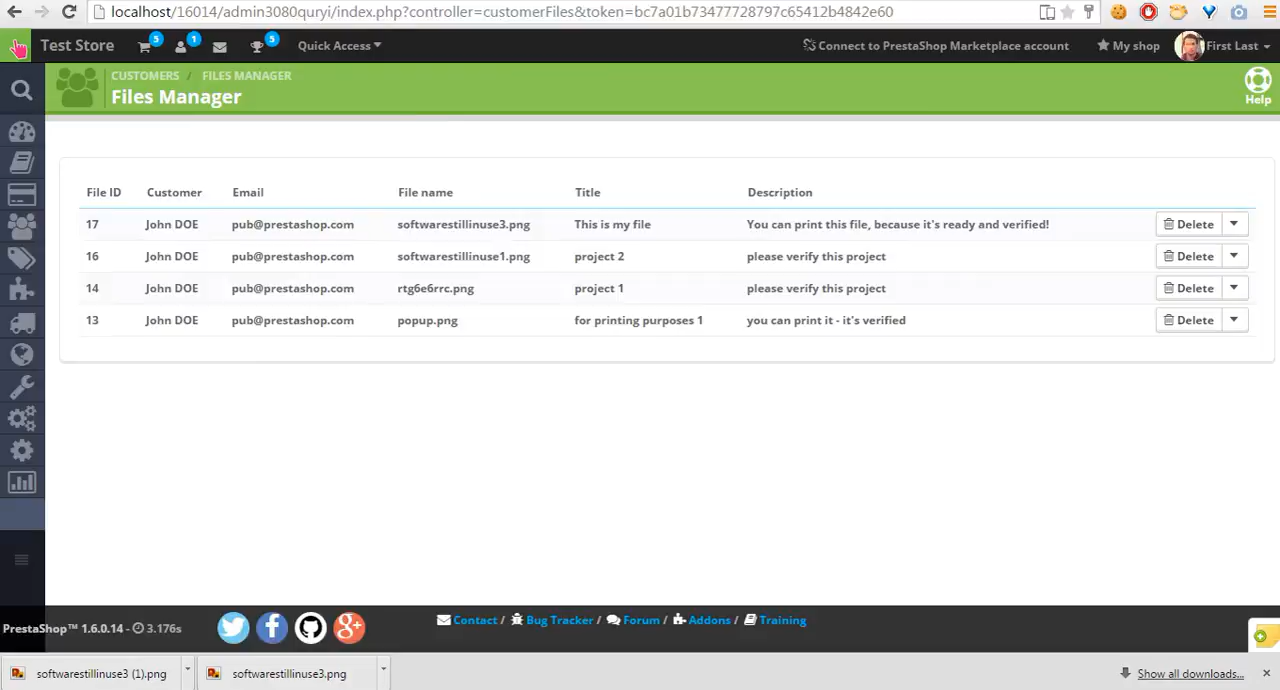 localhost/16014/admin3080quryi/index.php?controller=customerFiles&token=bc7a01b73477728797c65412b4842e60
Test Store 5 1 5 Quick Access Connect to PrestaShop Marketplace account My shop First Last
CUSTOMERS / FILES MANAGER
Files Manager
Help
File ID Customer Email File name Title Description
17 John DOE pub@prestashop.com softwarestillinuse3.png This is my file You can print this file, because it's ready and verified! Delete
16 John DOE pub@prestashop.com softwarestillinuse1.png project 2 please verify this project Delete
14 John DOE pub@prestashop.com rtg6e6rrc.png project 1 please verify this project Delete
13 John DOE pub@prestashop.com popup.png for printing purposes 1 you can print it - it's verified Delete
PrestaShop™ 1.6.0.14 - 3.176s Contact / Bug Tracker / Forum / Addons / Training
softwarestillinuse3 (1).png softwarestillinuse3.png Show all downloads...